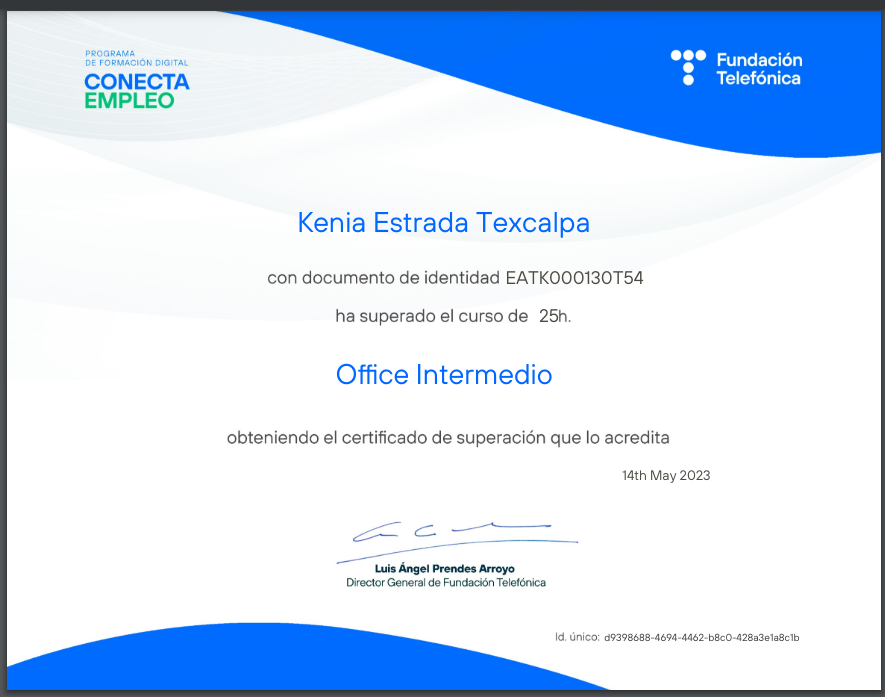 PROGRAMA
DE FORMACIÓN DIGITAL
CONECTA
EMPLEO
Fundación
Telefónica
Kenia Estrada Texcalpa
con documento de identidad EATK000130T54
ha superado el curso de 25h.
Office Intermedio
obteniendo el certificado de superación que lo acredita
14th May 2023
Luis Ángel Prendes Arroyo
Director General de Fundación Telefónica
Id. único: d9398688-4694-4462-b8c0-428a3e1a8c1b